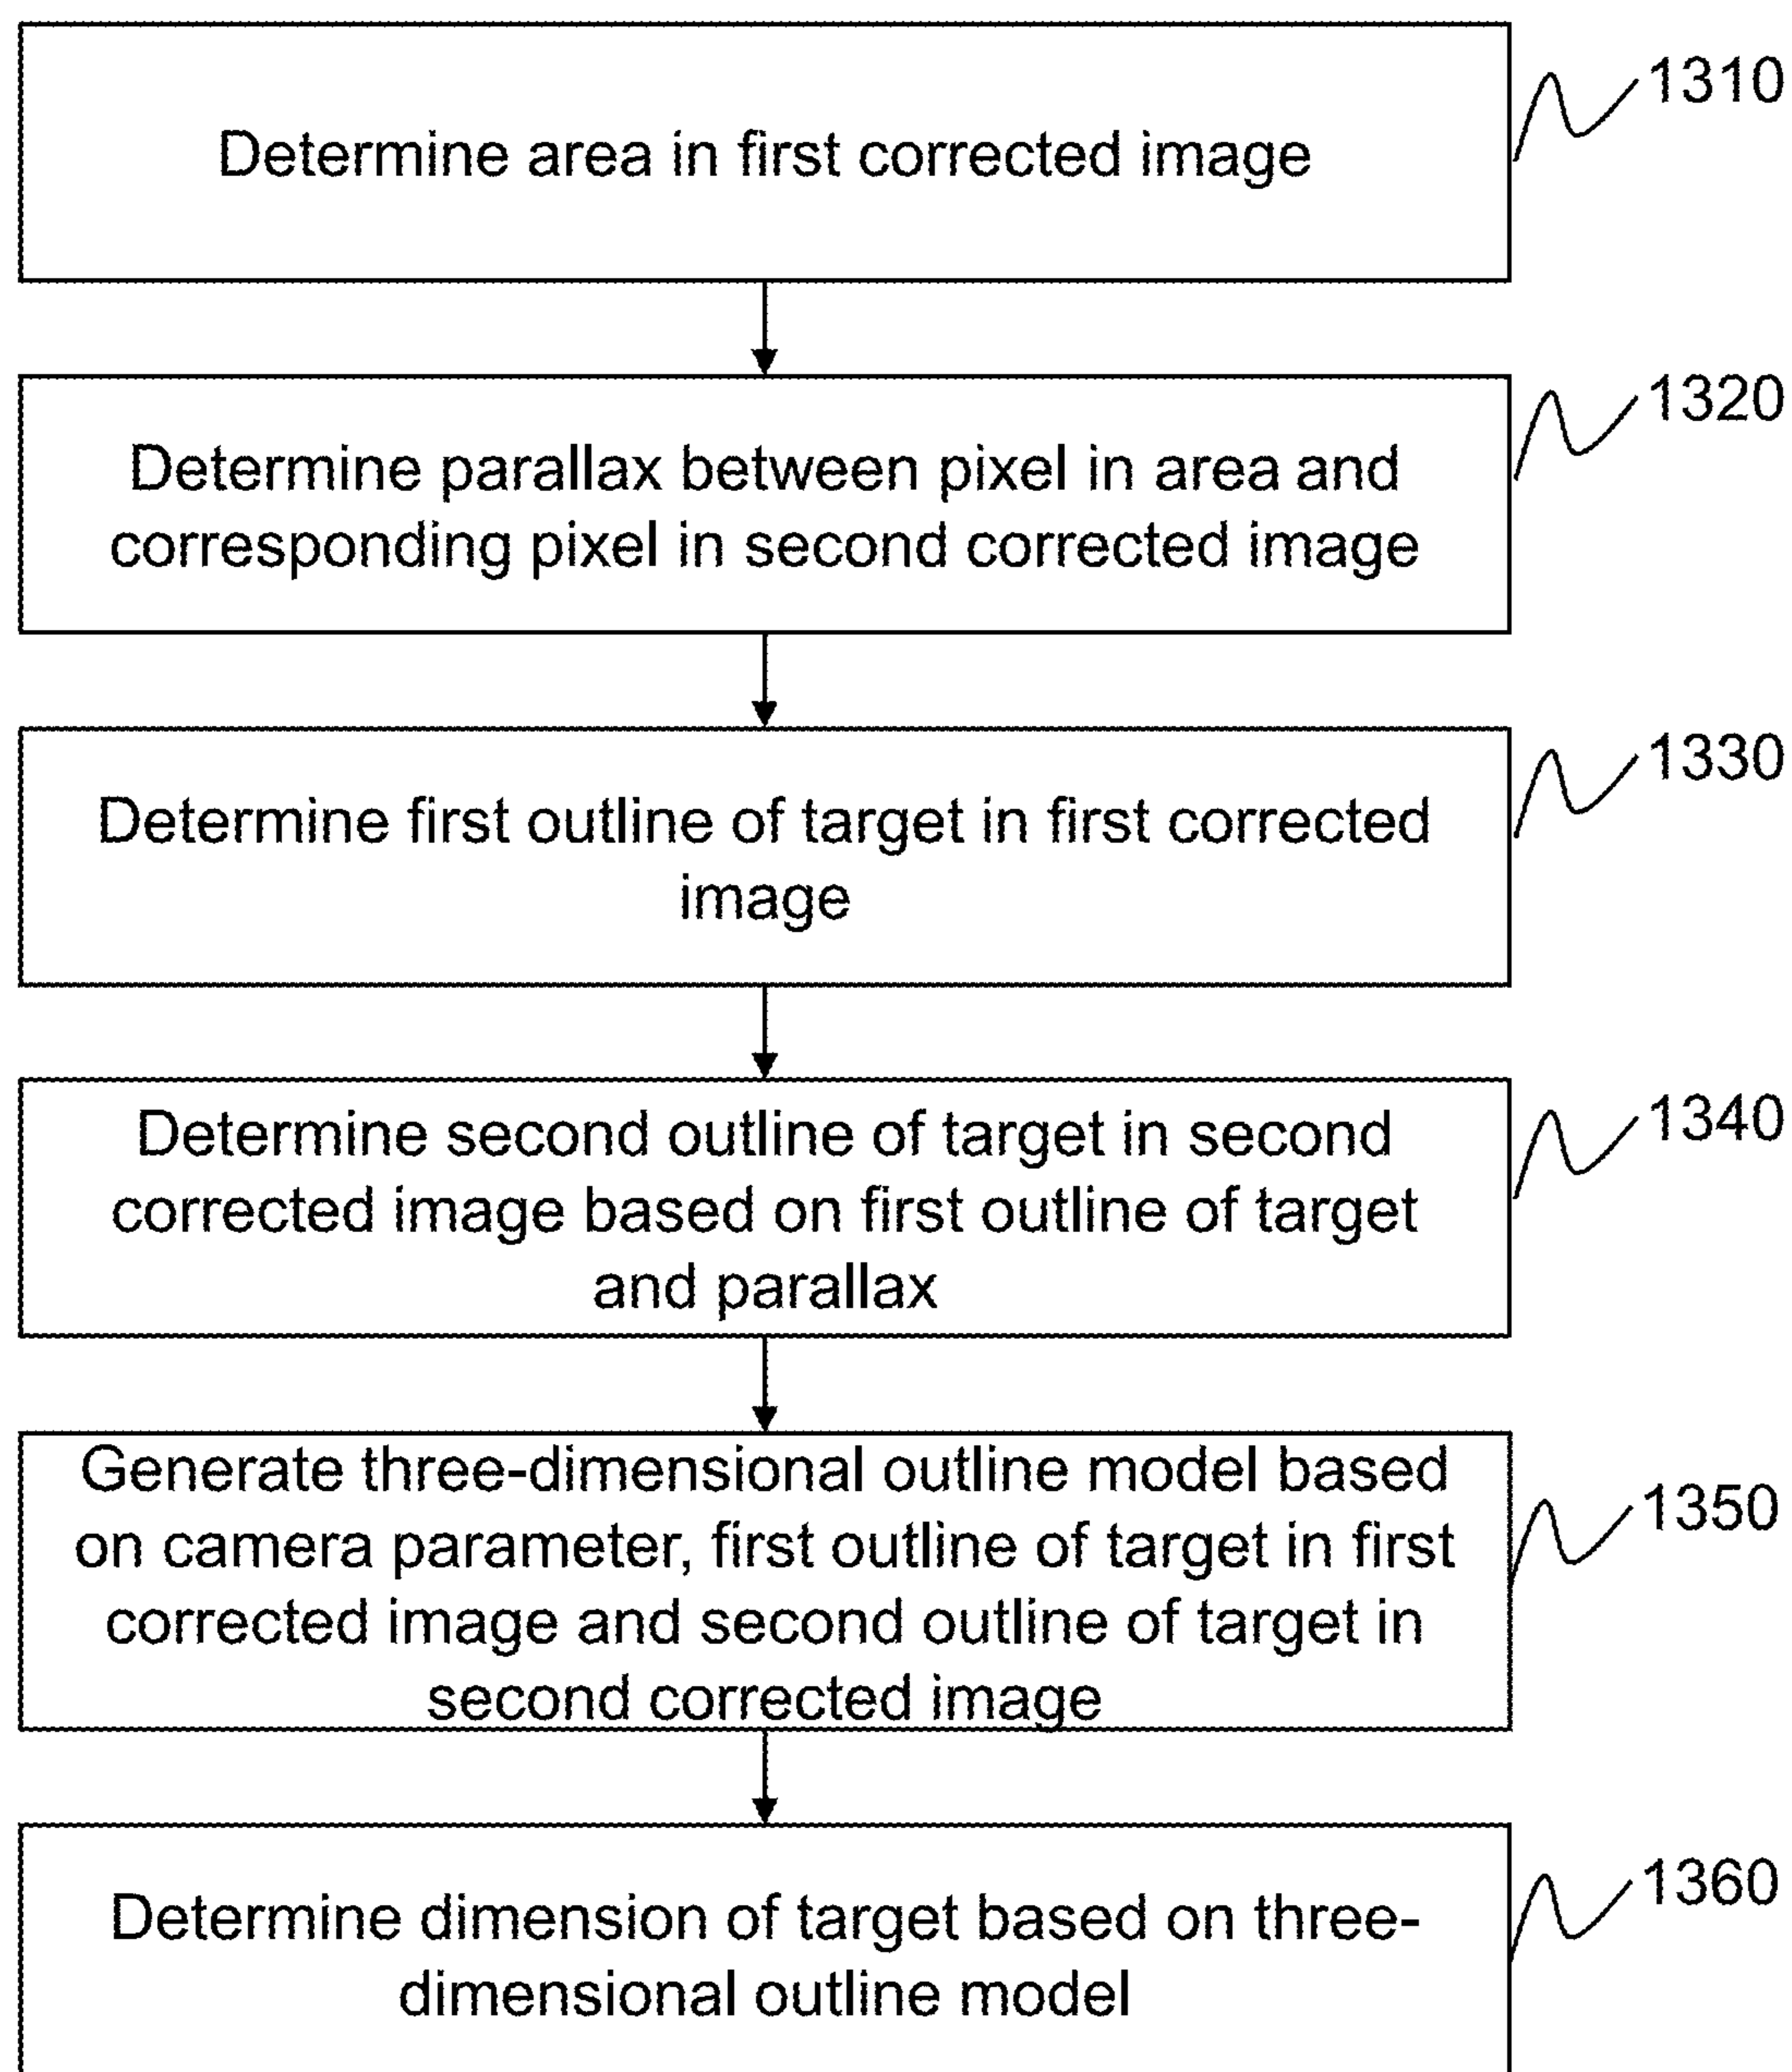 Determine area in first corrected image
1310
Determine parallax between pixel in area and
corresponding pixel in second corrected image
1320
Determine first outline of target in first corrected
image
1330
Determine second outline of target in second
corrected image based on first outline of target
and parallax
1340
Generate three-dimensional outline model based
on camera parameter, first outline of target in first
corrected image and second outline of target in
second corrected image
1350
Determine dimension of target based on three-
dimensional outline model
1360